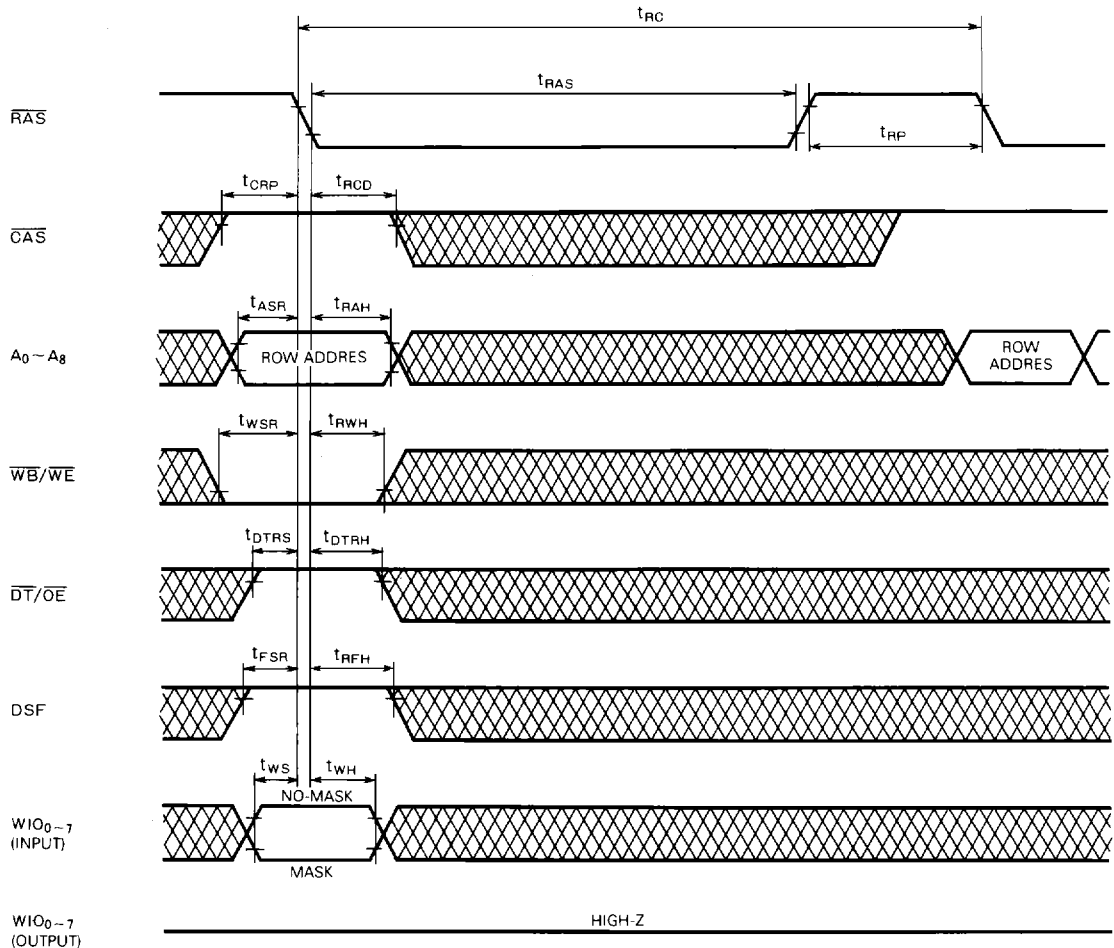 tRC
tRAS
RAS
tRP
tCRP tRCD
CAS
tASR tRAH
A0~A8 ROW ADDRES ROW
ADDRES
tWSR tRWH
WB/WE
tDTRS tDTRH
DT/OE
tFSR tRFH
DSF
tWS tWH
NO-MASK
WIO0~7
(INPUT)
MASK
WIO0~7
(OUTPUT)
HIGH-Z